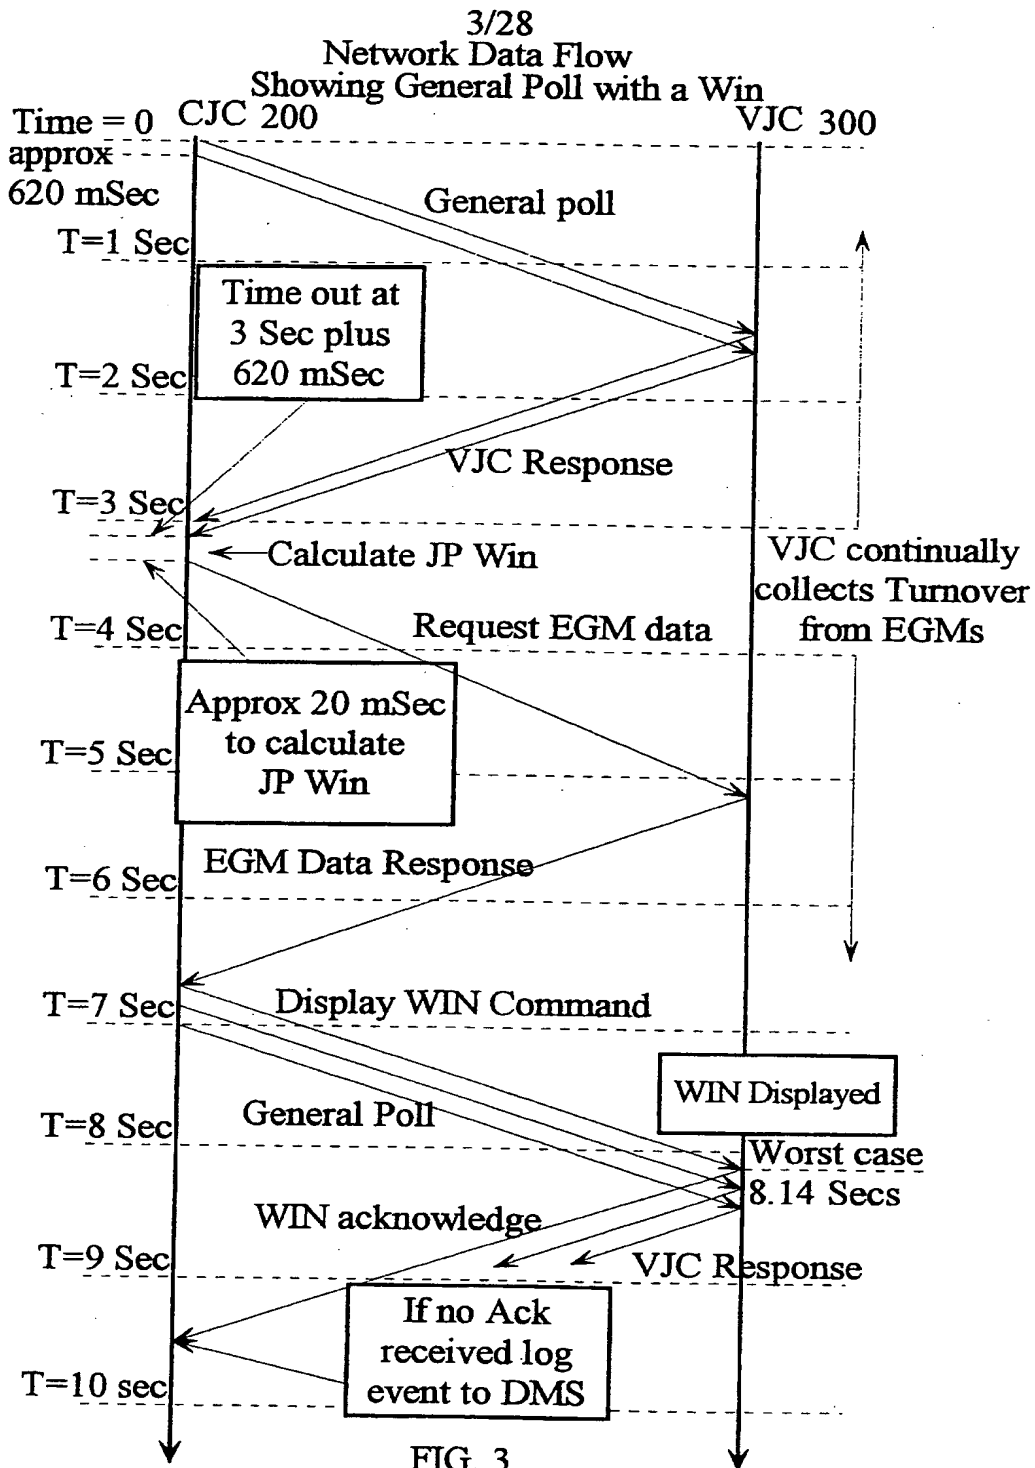 3/28
Network Data Flow
Showing General Poll with a Win
Time = 0
CJC 200
VJC 300
approx
620 mSec
General poll
T=1 Sec
Time out at
3 Sec plus
620 mSec
T=2 Sec
VJC Response
T=3 Sec
Calculate JP Win
VJC continually
collects Turnover
from EGMs
T=4 Sec
Request EGM data
Approx 20 mSec
to calculate
JP Win
T=5 Sec
EGM Data Response
T=6 Sec
T=7 Sec
Display WIN Command
WIN Displayed
General Poll
T=8 Sec
Worst case
8.14 Secs
WIN acknowledge
T=9 Sec
VJC Response
If no Ack
received log
event to DMS
T=10 sec
FIG. 3